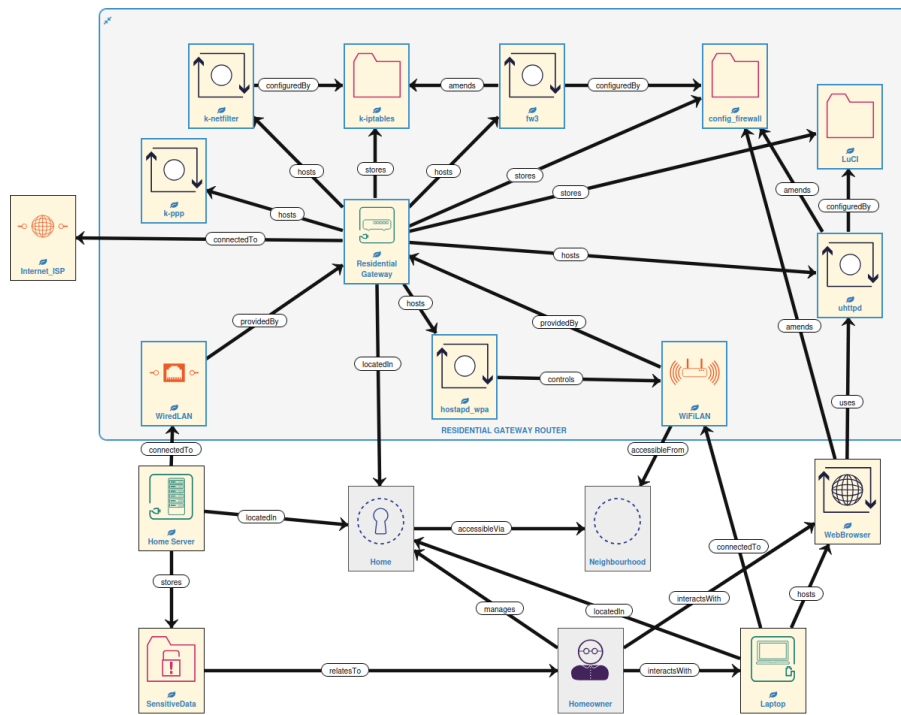 configuredBy
amends
configuredBy
k-netfilter
k-iptables
fw3
config_firewall
LuCI
hosts
stores
hosts
stores
stores
amends
configuredBy
k-ppp
hosts
connectedTo
hosts
Internet_ISP
Residential
Gateway
uhttpd
hosts
providedBy
providedBy
amends
locatedIn
controls
uses
WiredLAN
hostapd_wpa
WiFiLAN
RESIDENTIAL GATEWAY ROUTER
connectedTo
accessibleFrom
Home Server
locatedIn
accessibleVia
WebBrowser
Home
Neighbourhood
connectedTo
stores
hosts
interactsWith
manages
locatedIn
relatesTo
interactsWith
SensitiveData
Homeowner
Laptop